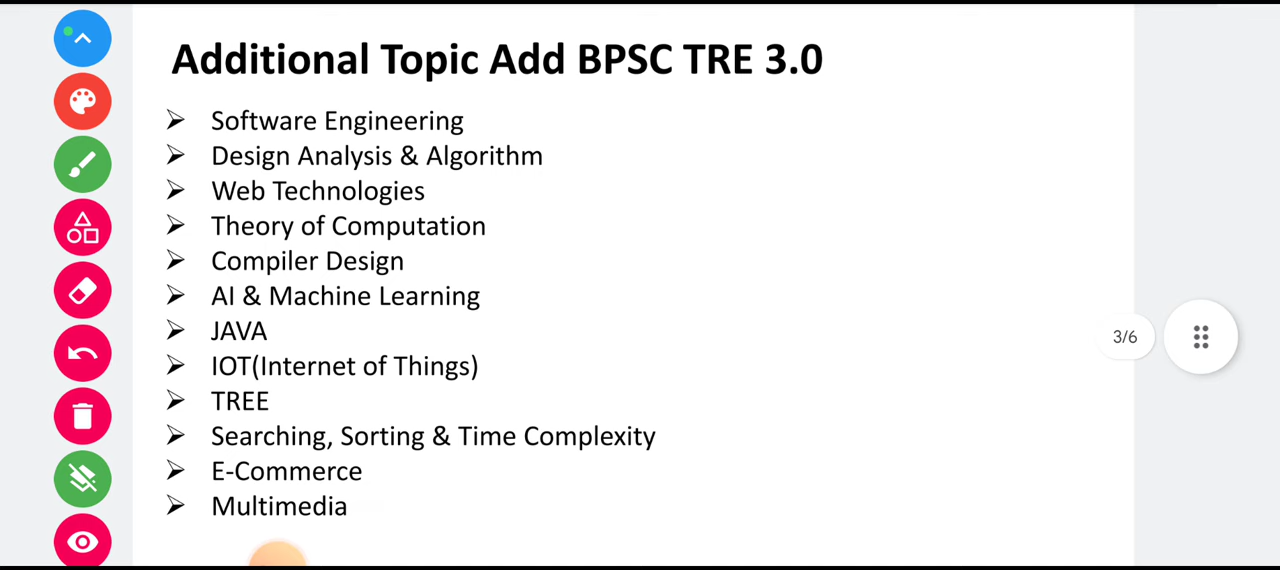 Additional Topic Add BPSC TRE 3.0
Software Engineering
Design Analysis & Algorithm
Web Technologies
Theory of Computation
Compiler Design
AI & Machine Learning
JAVA
IOT(Internet of Things)
3/6
TREE
Searching, Sorting & Time Complexity
E-Commerce
Multimedia